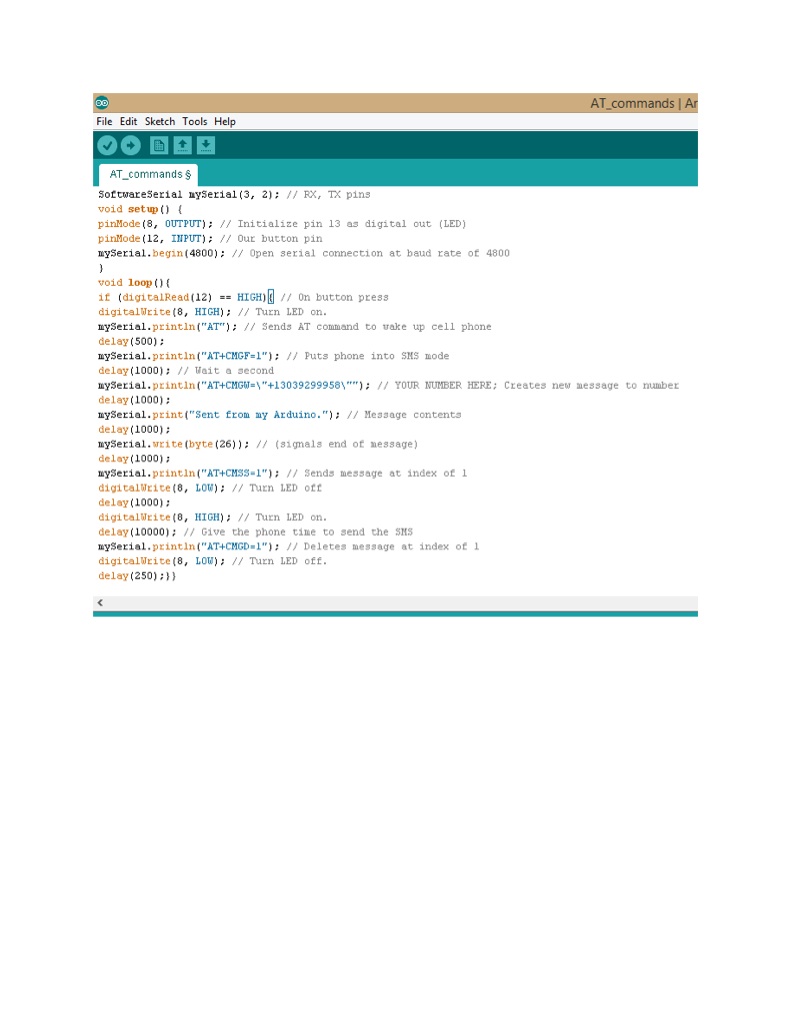 AT_commands | Ar
File Edit Sketch Tools Help
AT_commands §
SoftwareSerial mySerial(3, 2); // RX, TX pins
void setup() {
pinMode(8, OUTPUT); // Initialize pin 13 as digital out (LED)
pinMode(12, INPUT); // Our button pin
mySerial.begin(4800); // Open serial connection at baud rate of 4800
}
void loop(){
if (digitalRead(12) == HIGH){ // On button press
digitalWrite(8, HIGH); // Turn LED on.
mySerial.println("AT"); // Sends AT command to wake up cell phone
delay(500);
mySerial.println("AT+CMGF=1"); // Puts phone into SMS mode
delay(1000); // Wait a second
mySerial.println("AT+CMGW=\"+13039299958\""); // YOUR NUMBER HERE; Creates new message to number
delay(1000);
mySerial.print("Sent from my Arduino."); // Message contents
delay(1000);
mySerial.write(byte(26)); // (signals end of message)
delay(1000);
mySerial.println("AT+CMSS=1"); // Sends message at index of 1
digitalWrite(8, LOW); // Turn LED off
delay(1000);
digitalWrite(8, HIGH); // Turn LED on.
delay(10000); // Give the phone time to send the SMS
mySerial.println("AT+CMGD=1"); // Deletes message at index of 1
digitalWrite(8, LOW); // Turn LED off.
delay(250);}}